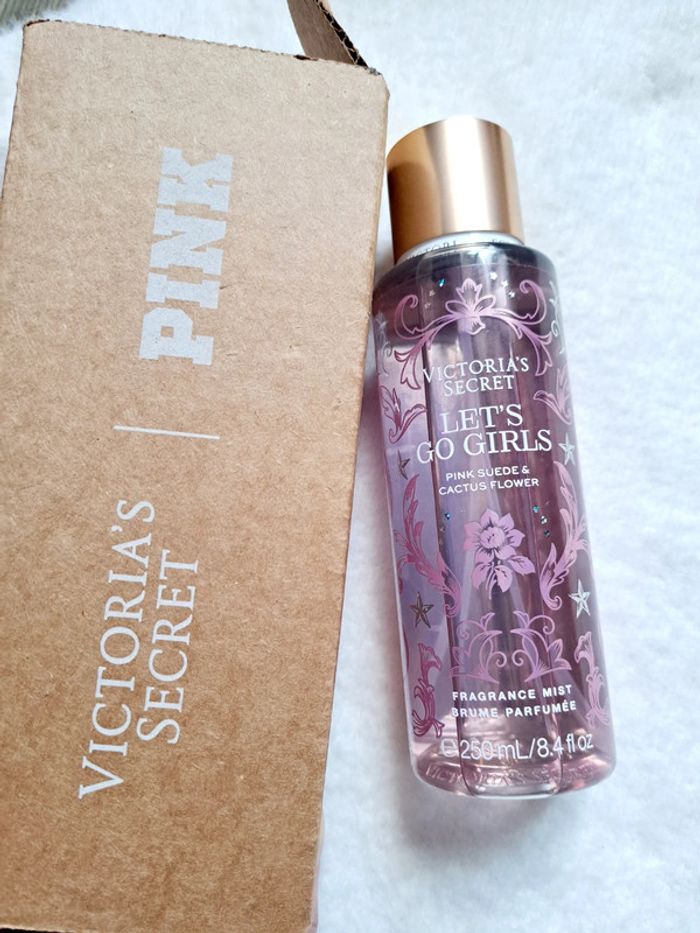 VICTORIA'S
SECRET
PINK
VICTORIA'S
SECRET
LET'S
GO GIRLS
PINK SUEDE &
CACTUS FLOWER
FRAGRANCE MIST
BRUME PARFUMÉE
℮ 250 mL/8.4 fl oz